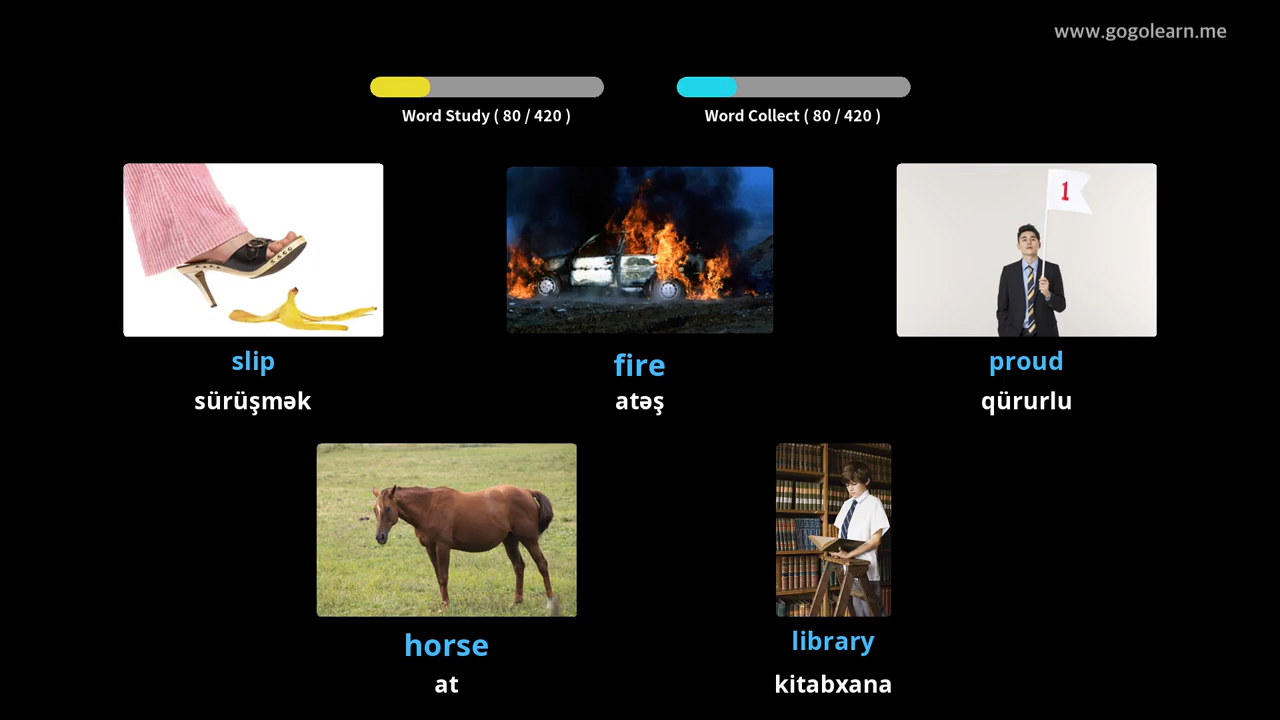 www.gogolearn.me
Word Study ( 80 / 420 )
Word Collect ( 80 / 420 )
1
slip
fire
proud
sürüşmək
atəş
qürurlu
horse
library
at
kitabxana